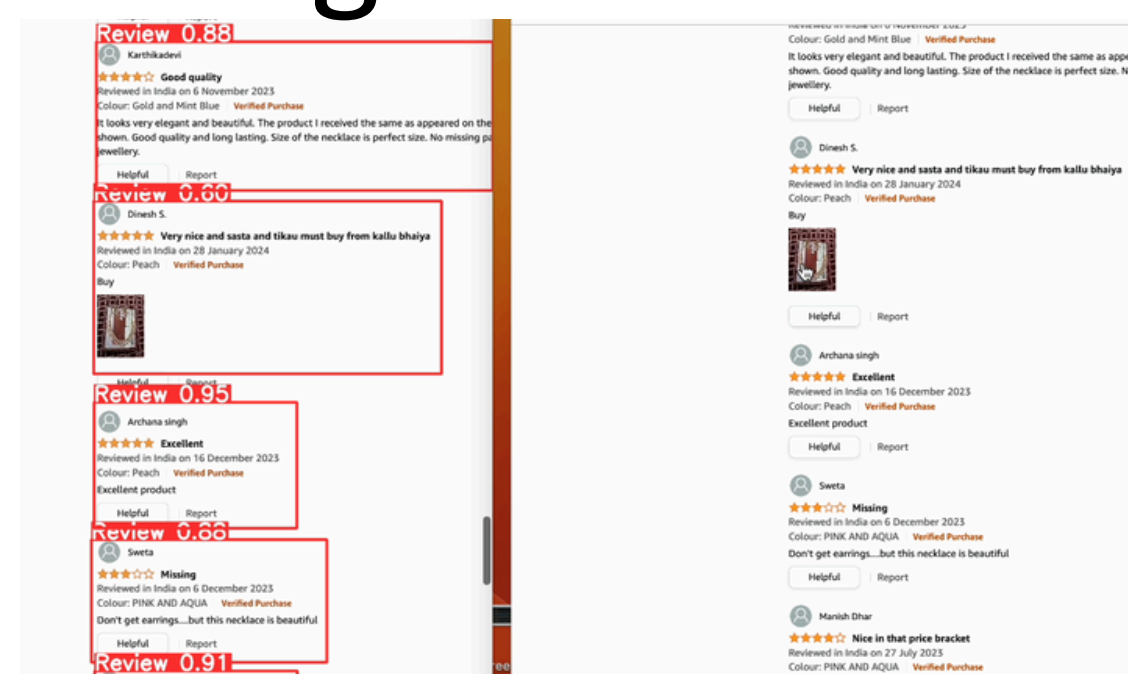 g
Review 0.88
Karthikadevi
Good quality
Reviewed in India on 6 November 2023
Colour: Gold and Mint Blue Verified Purchase
It looks very elegant and beautiful. The product I received the same as appeared on the
shown. Good quality and long lasting. Size of the necklace is perfect size. No missing pa
jewellery.
Helpful Report
Review 0.60
Dinesh S.
Very nice and sasta and tikau must buy from kallu bhaiya
Reviewed in India on 28 January 2024
Colour: Peach Verified Purchase
Buy
Helpful Report
Review 0.95
Archana singh
Excellent
Reviewed in India on 16 December 2023
Colour: Peach Verified Purchase
Excellent product
Helpful Report
Review 0.88
Sweta
Missing
Reviewed in India on 6 December 2023
Colour: PINK AND AQUA Verified Purchase
Don't get earrings....but this necklace is beautiful
Helpful Report
Review 0.91
Reviewed in India on 6 November 2023
Colour: Gold and Mint Blue Verified Purchase
It looks very elegant and beautiful. The product I received the same as appe
shown. Good quality and long lasting. Size of the necklace is perfect size. N
jewellery.
Helpful Report
Dinesh S.
Very nice and sasta and tikau must buy from kallu bhaiya
Reviewed in India on 28 January 2024
Colour: Peach Verified Purchase
Buy
Helpful Report
Archana singh
Excellent
Reviewed in India on 16 December 2023
Colour: Peach Verified Purchase
Excellent product
Helpful Report
Sweta
Missing
Reviewed in India on 6 December 2023
Colour: PINK AND AQUA Verified Purchase
Don't get earrings....but this necklace is beautiful
Helpful Report
Manish Dhar
Nice in that price bracket
Reviewed in India on 27 July 2023
Colour: PINK AND AQUA Verified Purchase